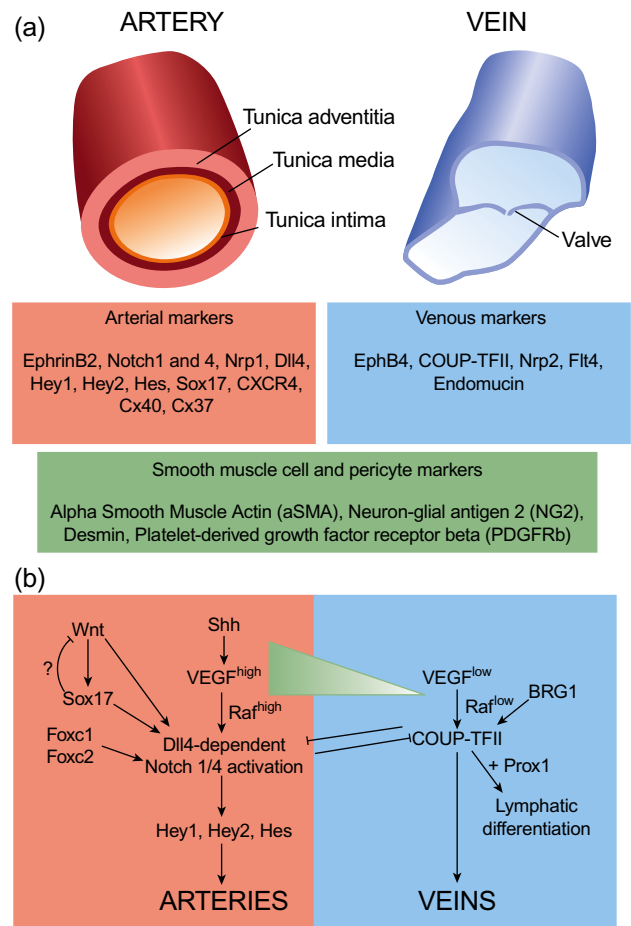 (a)
ARTERY
VEIN
Tunica adventitia
Tunica media
Tunica intima
Valve
Arterial markers
EphrinB2, Notch1 and 4, Nrp1, Dll4,
Hey1, Hey2, Hes, Sox17, CXCR4,
Cx40, Cx37
Venous markers
EphB4, COUP-TFII, Nrp2, Flt4,
Endomucin
Smooth muscle cell and pericyte markers
Alpha Smooth Muscle Actin (aSMA), Neuron-glial antigen 2 (NG2),
Desmin, Platelet-derived growth factor receptor beta (PDGFRb)
(b)
Wnt
?
Sox17
Foxc1
Foxc2
Shh
VEGFhigh
Rafhigh
Dll4-dependent
Notch 1/4 activation
Hey1, Hey2, Hes
ARTERIES
VEGFlow
Raflow
BRG1
COUP-TFII
+ Prox1
Lymphatic
differentiation
VEINS